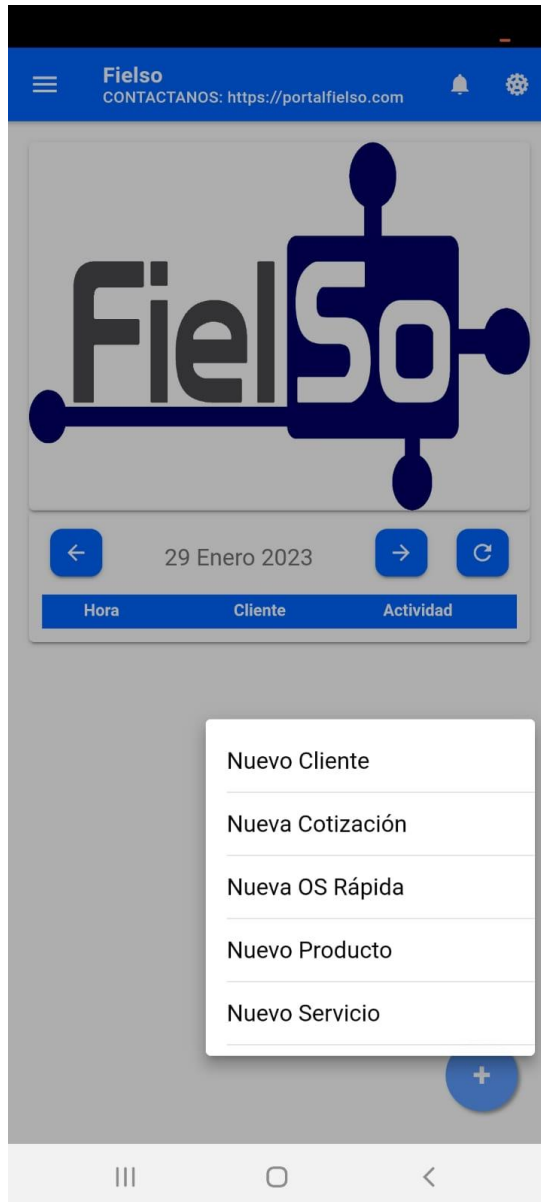 Fielso
CONTACTANOS: https://portalfielso.com
FielSo
29 Enero 2023
Hora Cliente Actividad
Nuevo Cliente
Nueva Cotización
Nueva OS Rápida
Nuevo Producto
Nuevo Servicio